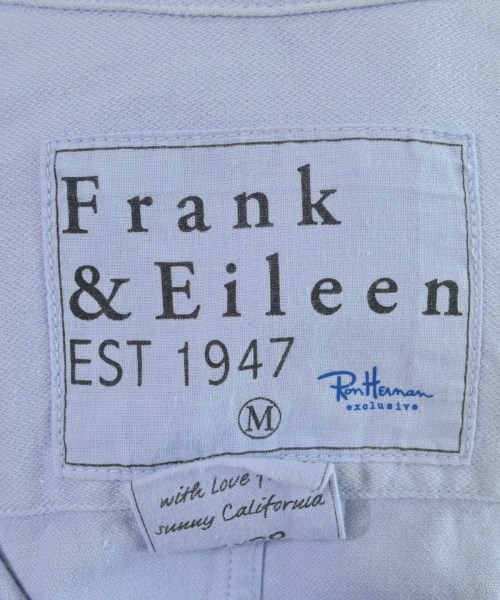 Frank
& Eileen
EST 1947
Ron Herman
exclusive
M
with Love
sunny California